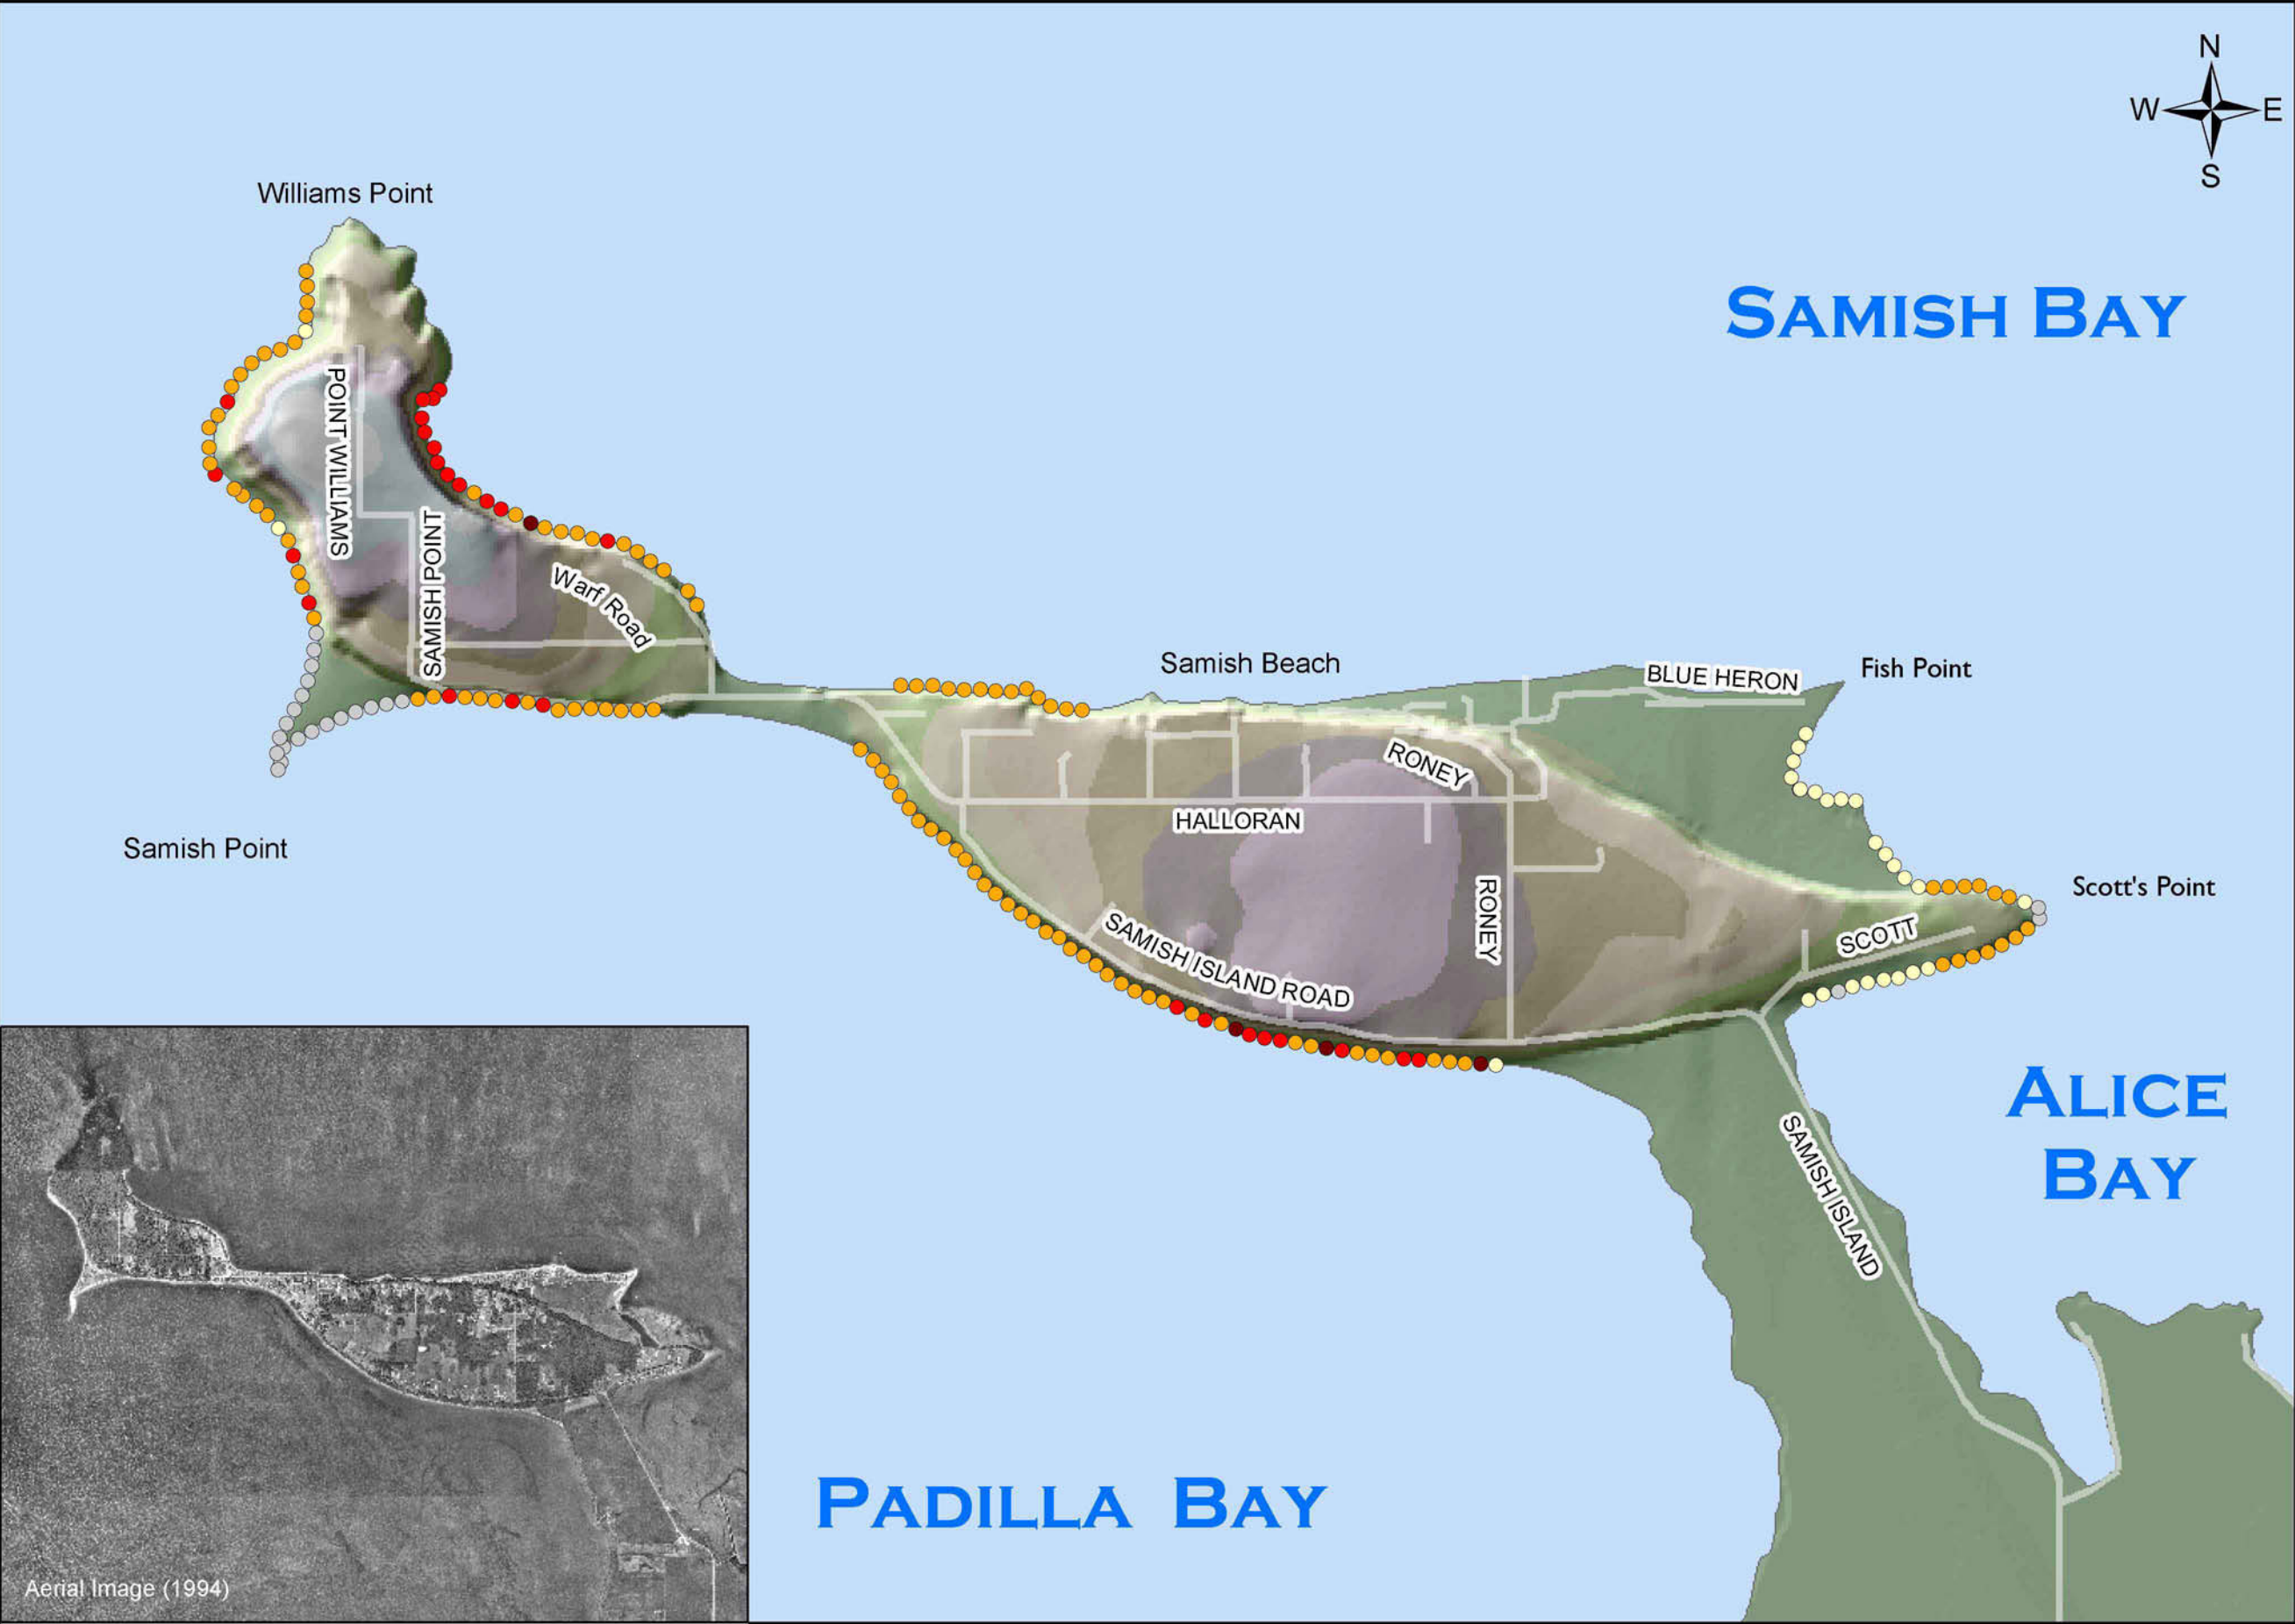 N
W E
S
Williams Point
SAMISH BAY
POINT WILLIAMS
SAMISH POINT
Warf Road
Samish Beach
BLUE HERON
Fish Point
RONEY
HALLORAN
Samish Point
RONEY
Scott's Point
SCOTT
SAMISH ISLAND ROAD
ALICE
BAY
SAMISH ISLAND
PADILLA BAY
Aerial Image (1994)